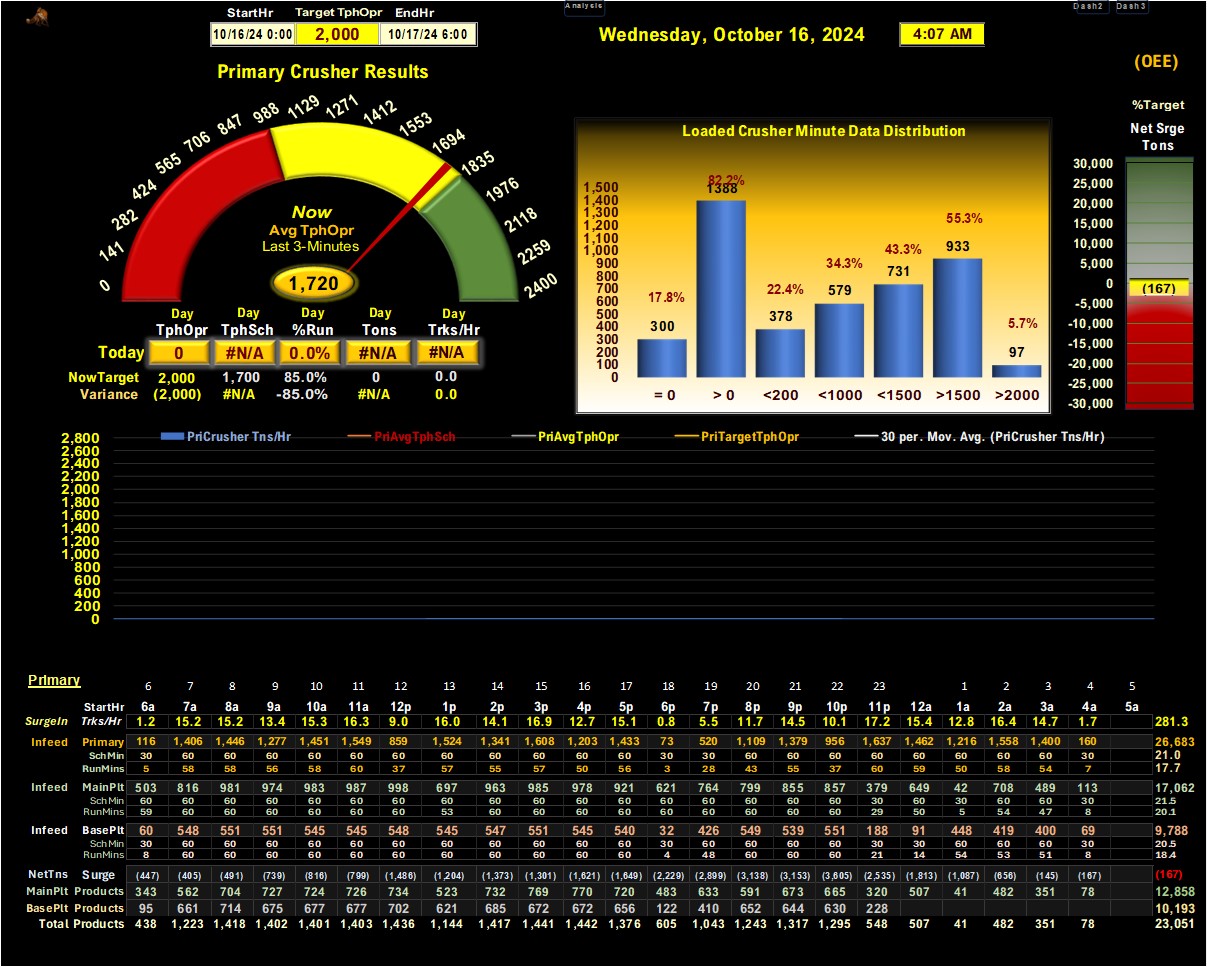 Analysis Dash2 Dash3
StartHr Target TphOpr EndHr
10/16/24 0:00 2,000 10/17/24 6:00
Wednesday, October 16, 2024 4:07 AM
(OEE)
Primary Crusher Results
0 141 282 424 565 706 847 988 1129 1271 1412 1553 1694 1835 1976 2118 2259 2400
Now
Avg TphOpr
Last 3-Minutes
1,720
Day Day Day Day Day
TphOpr TphSch %Run Tons Trks/Hr
Today 0 #N/A 0.0% #N/A #N/A
NowTarget 2,000 1,700 85.0% 0 0.0
Variance (2,000) #N/A -85.0% #N/A 0.0
Loaded Crusher Minute Data Distribution
1,500
1,400
1,300
1,200
1,100
1,000
900
800
700
600
500
400
300
200
100
0
17.8% 82.2% 22.4% 34.3% 43.3% 55.3% 5.7%
300 1388 378 579 731 933 97
= 0 > 0 <200 <1000 <1500 >1500 >2000
%Target
Net Srge
Tons
30,000
25,000
20,000
15,000
10,000
5,000
0
-5,000
-10,000
-15,000
-20,000
-25,000
-30,000
(167)
PriCrusher Tns/Hr PriAvgTphSch PriAvgTphOpr PriTargetTphOpr 30 per. Mov. Avg. (PriCrusher Tns/Hr)
2,800
2,600
2,400
2,200
2,000
1,800
1,600
1,400
1,200
1,000
800
600
400
200
0
Primary 6 7 8 9 10 11 12 13 14 15 16 17 18 19 20 21 22 23 1 2 3 4 5
StartHr 6a 7a 8a 9a 10a 11a 12p 1p 2p 3p 4p 5p 6p 7p 8p 9p 10p 11p 12a 1a 2a 3a 4a 5a
SurgeIn Trks/Hr 1.2 15.2 15.2 13.4 15.3 16.3 9.0 16.0 14.1 16.9 12.7 15.1 0.8 5.5 11.7 14.5 10.1 17.2 15.4 12.8 16.4 14.7 1.7 281.3
Infeed Primary 116 1,406 1,446 1,277 1,451 1,549 859 1,524 1,341 1,608 1,203 1,433 73 520 1,109 1,379 956 1,637 1,462 1,216 1,558 1,400 160 26,683
Sch Min 30 60 60 60 60 60 60 60 60 60 60 60 30 30 60 60 60 60 60 60 60 60 30 21.0
RunMins 5 58 58 56 58 60 37 57 55 57 50 56 3 28 43 55 37 60 59 50 58 54 7 17.7
Infeed MainPlt 503 816 981 974 983 987 998 697 963 985 978 921 621 764 799 855 857 379 649 42 708 489 113 17,062
Sch Min 60 60 60 60 60 60 60 60 60 60 60 60 60 60 60 60 60 30 30 60 60 60 30 21.5
RunMins 59 60 60 60 60 60 60 53 60 60 60 60 60 60 60 60 60 29 50 5 54 47 8 20.1
Infeed BasePlt 60 548 551 551 545 545 548 545 547 551 545 540 32 426 549 539 551 188 91 448 419 400 69 9,788
Sch Min 30 60 60 60 60 60 60 60 60 60 60 60 30 60 60 60 60 30 30 60 60 60 30 20.5
RunMins 8 60 60 60 60 60 60 60 60 60 60 60 4 48 60 60 60 21 14 54 53 51 8 18.4
NetTns Surge (447) (405) (491) (739) (816) (799) (1,486) (1,204) (1,373) (1,301) (1,621) (1,649) (2,229) (2,899) (3,138) (3,153) (3,605) (2,535) (1,813) (1,087) (656) (145) (167) (167)
MainPlt Products 343 562 704 727 724 726 734 523 732 769 770 720 483 633 591 673 665 320 507 41 482 351 78 12,858
BasePlt Products 95 661 714 675 677 677 702 621 685 672 672 656 122 410 652 644 630 228 10,193
Total Products 438 1,223 1,418 1,402 1,401 1,403 1,436 1,144 1,417 1,441 1,442 1,376 605 1,043 1,243 1,317 1,295 548 507 41 482 351 78 23,051